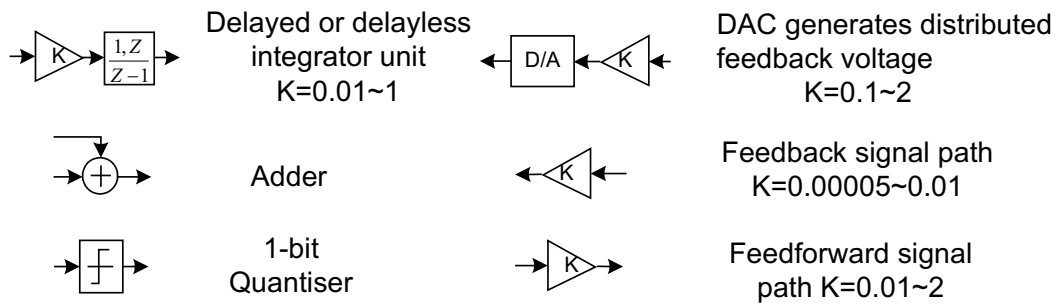 K
1,Z
Z−1
Delayed or delayless
integrator unit
K=0.01~1
D/A
K
DAC generates distributed
feedback voltage
K=0.1~2
+
Adder
K
Feedback signal path
K=0.00005~0.01
1-bit
Quantiser
K
Feedforward signal
path K=0.01~2